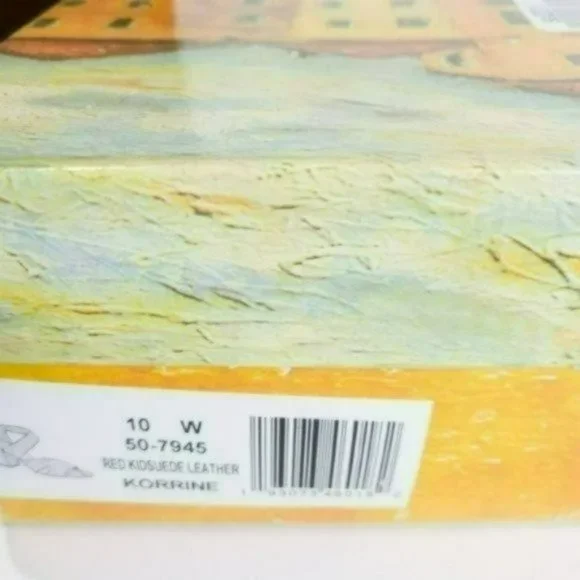 10 W
50-7945
RED KIDSUEDE LEATHER
KORRINE